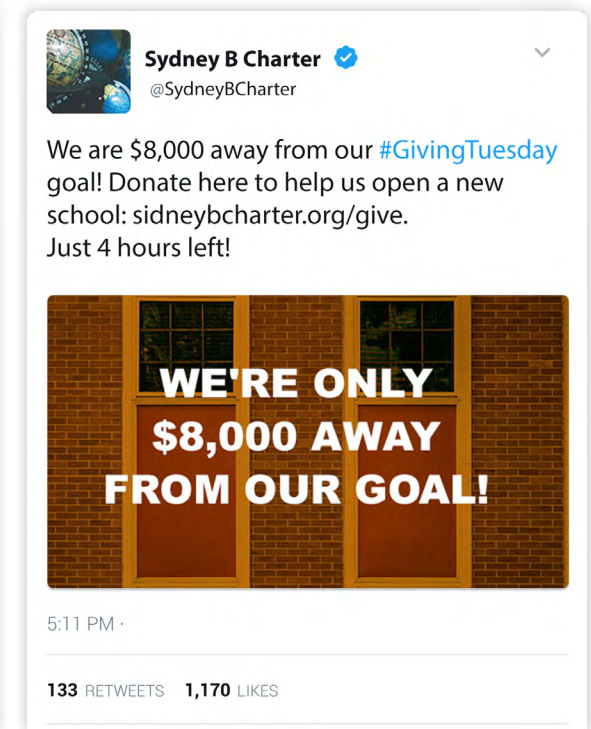 Sydney B Charter
@SydneyBCharter
We are $8,000 away from our #GivingTuesday
goal! Donate here to help us open a new
school: sidneybcharter.org/give.
Just 4 hours left!
WE'RE ONLY
$8,000 AWAY
FROM OUR GOAL!
5:11 PM ·
133 RETWEETS 1,170 LIKES